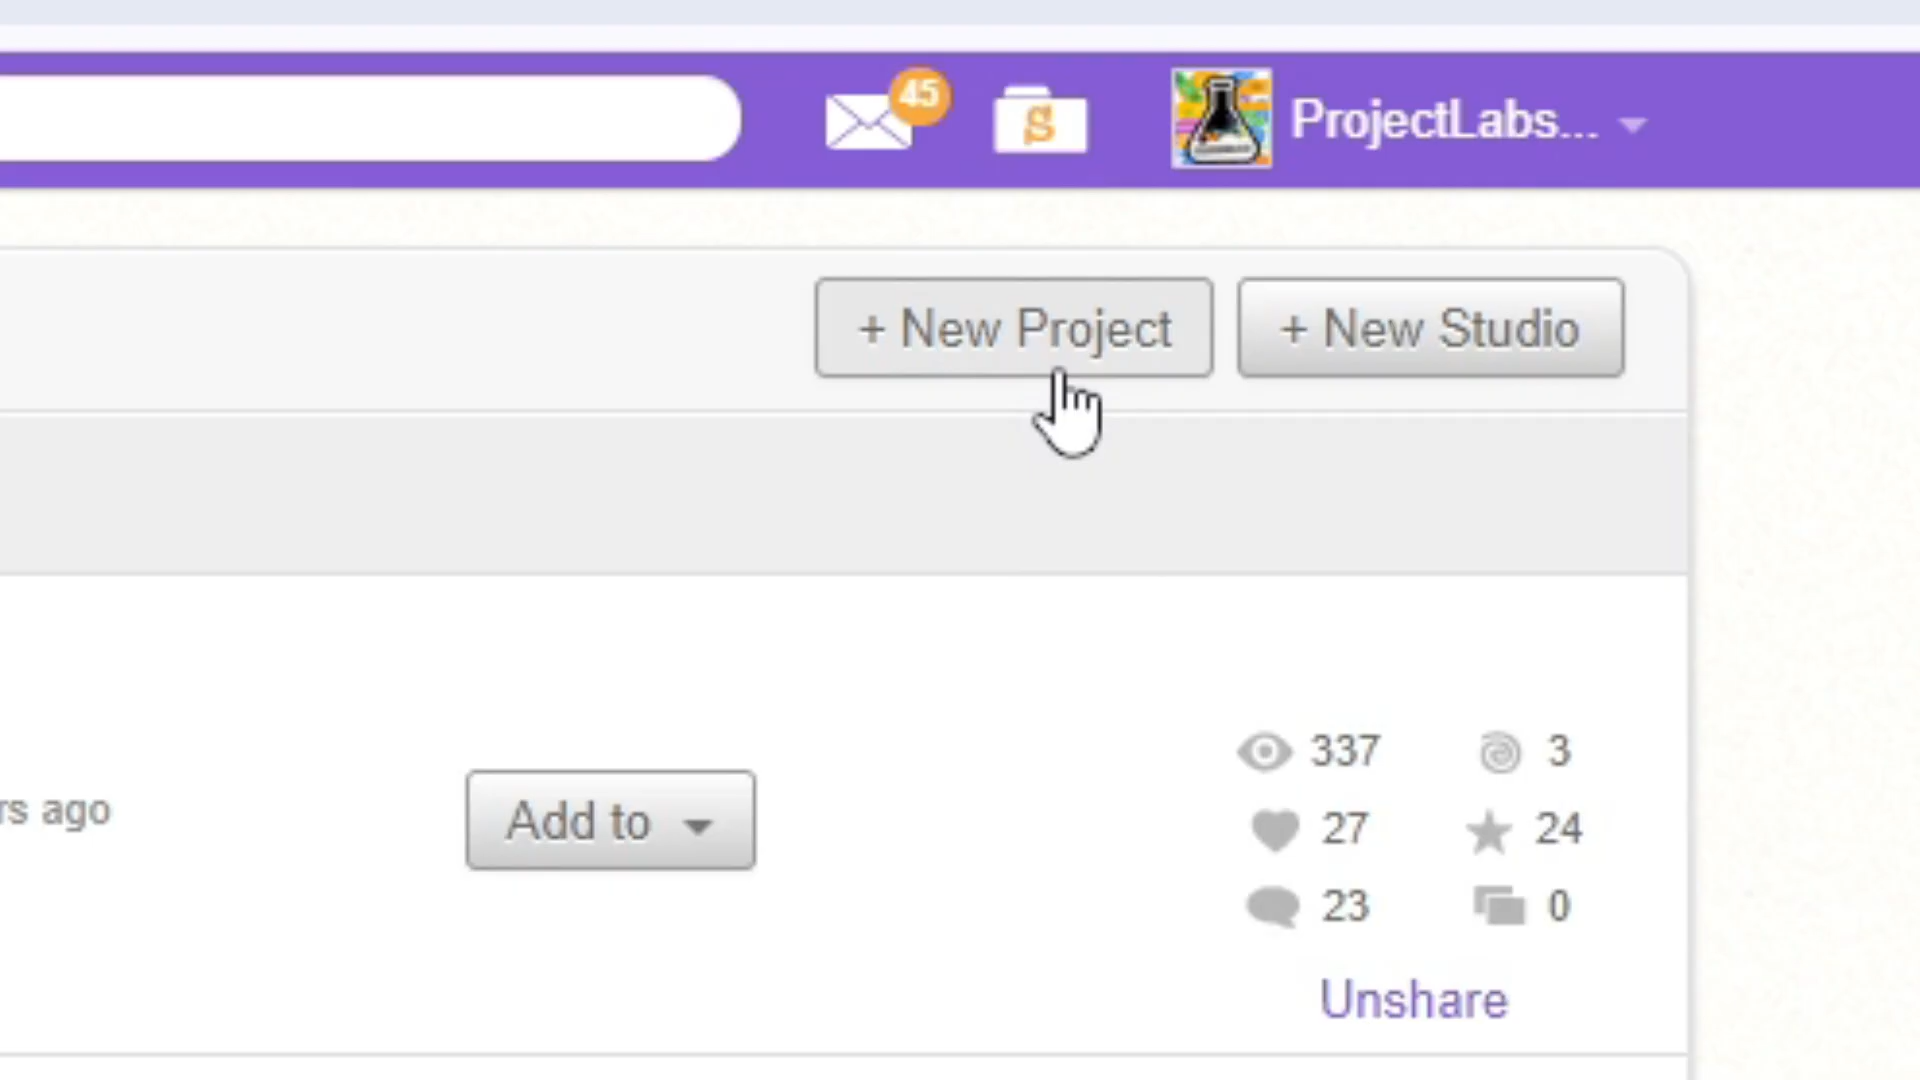 45
S
ProjectLabs...
+ New Project
+ New Studio
337
3
rs ago
Add to
27
24
23
0
Unshare